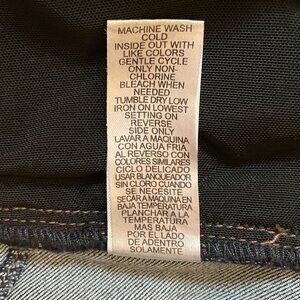 MACHINE WASH
COLD
INSIDE OUT WITH
LIKE COLORS
GENTLE CYCLE
ONLY NON-
CHLORINE
BLEACH WHEN
NEEDED
TUMBLE DRY LOW
IRON ON LOWEST
SETTING ON
REVERSE
SIDE ONLY
LAVAR A MAQUINA
CON AGUA FRIA
AL REVERSO CON
COLORES SIMILARES
CICLO DELICADO
USAR BLANQUEADOR
SIN CLORO CUANDO
SE NECESITE
SECAR A MAQUINA EN
BAJA TEMPERATURA
PLANCHAR A LA
TEMPERATURA
MAS BAJA
POR EL LADO
DE ADENTRO
SOLAMENTE